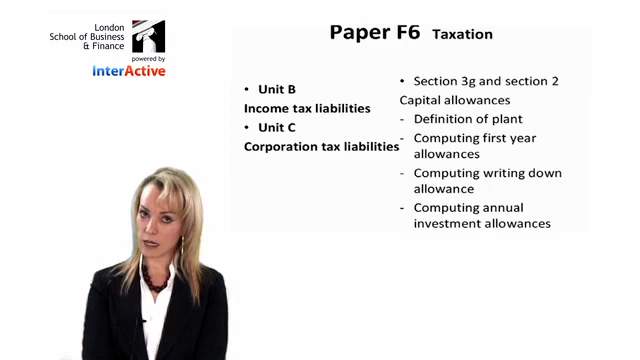 London
School of Business
& Finance
powered by
InterActive
Paper F6 Taxation
• Unit B
Income tax liabilities
• Unit C
Corporation tax liabilities
• Section 3g and section 2
Capital allowances
- Definition of plant
- Computing first year
allowances
- Computing writing down
allowance
- Computing annual
investment allowances